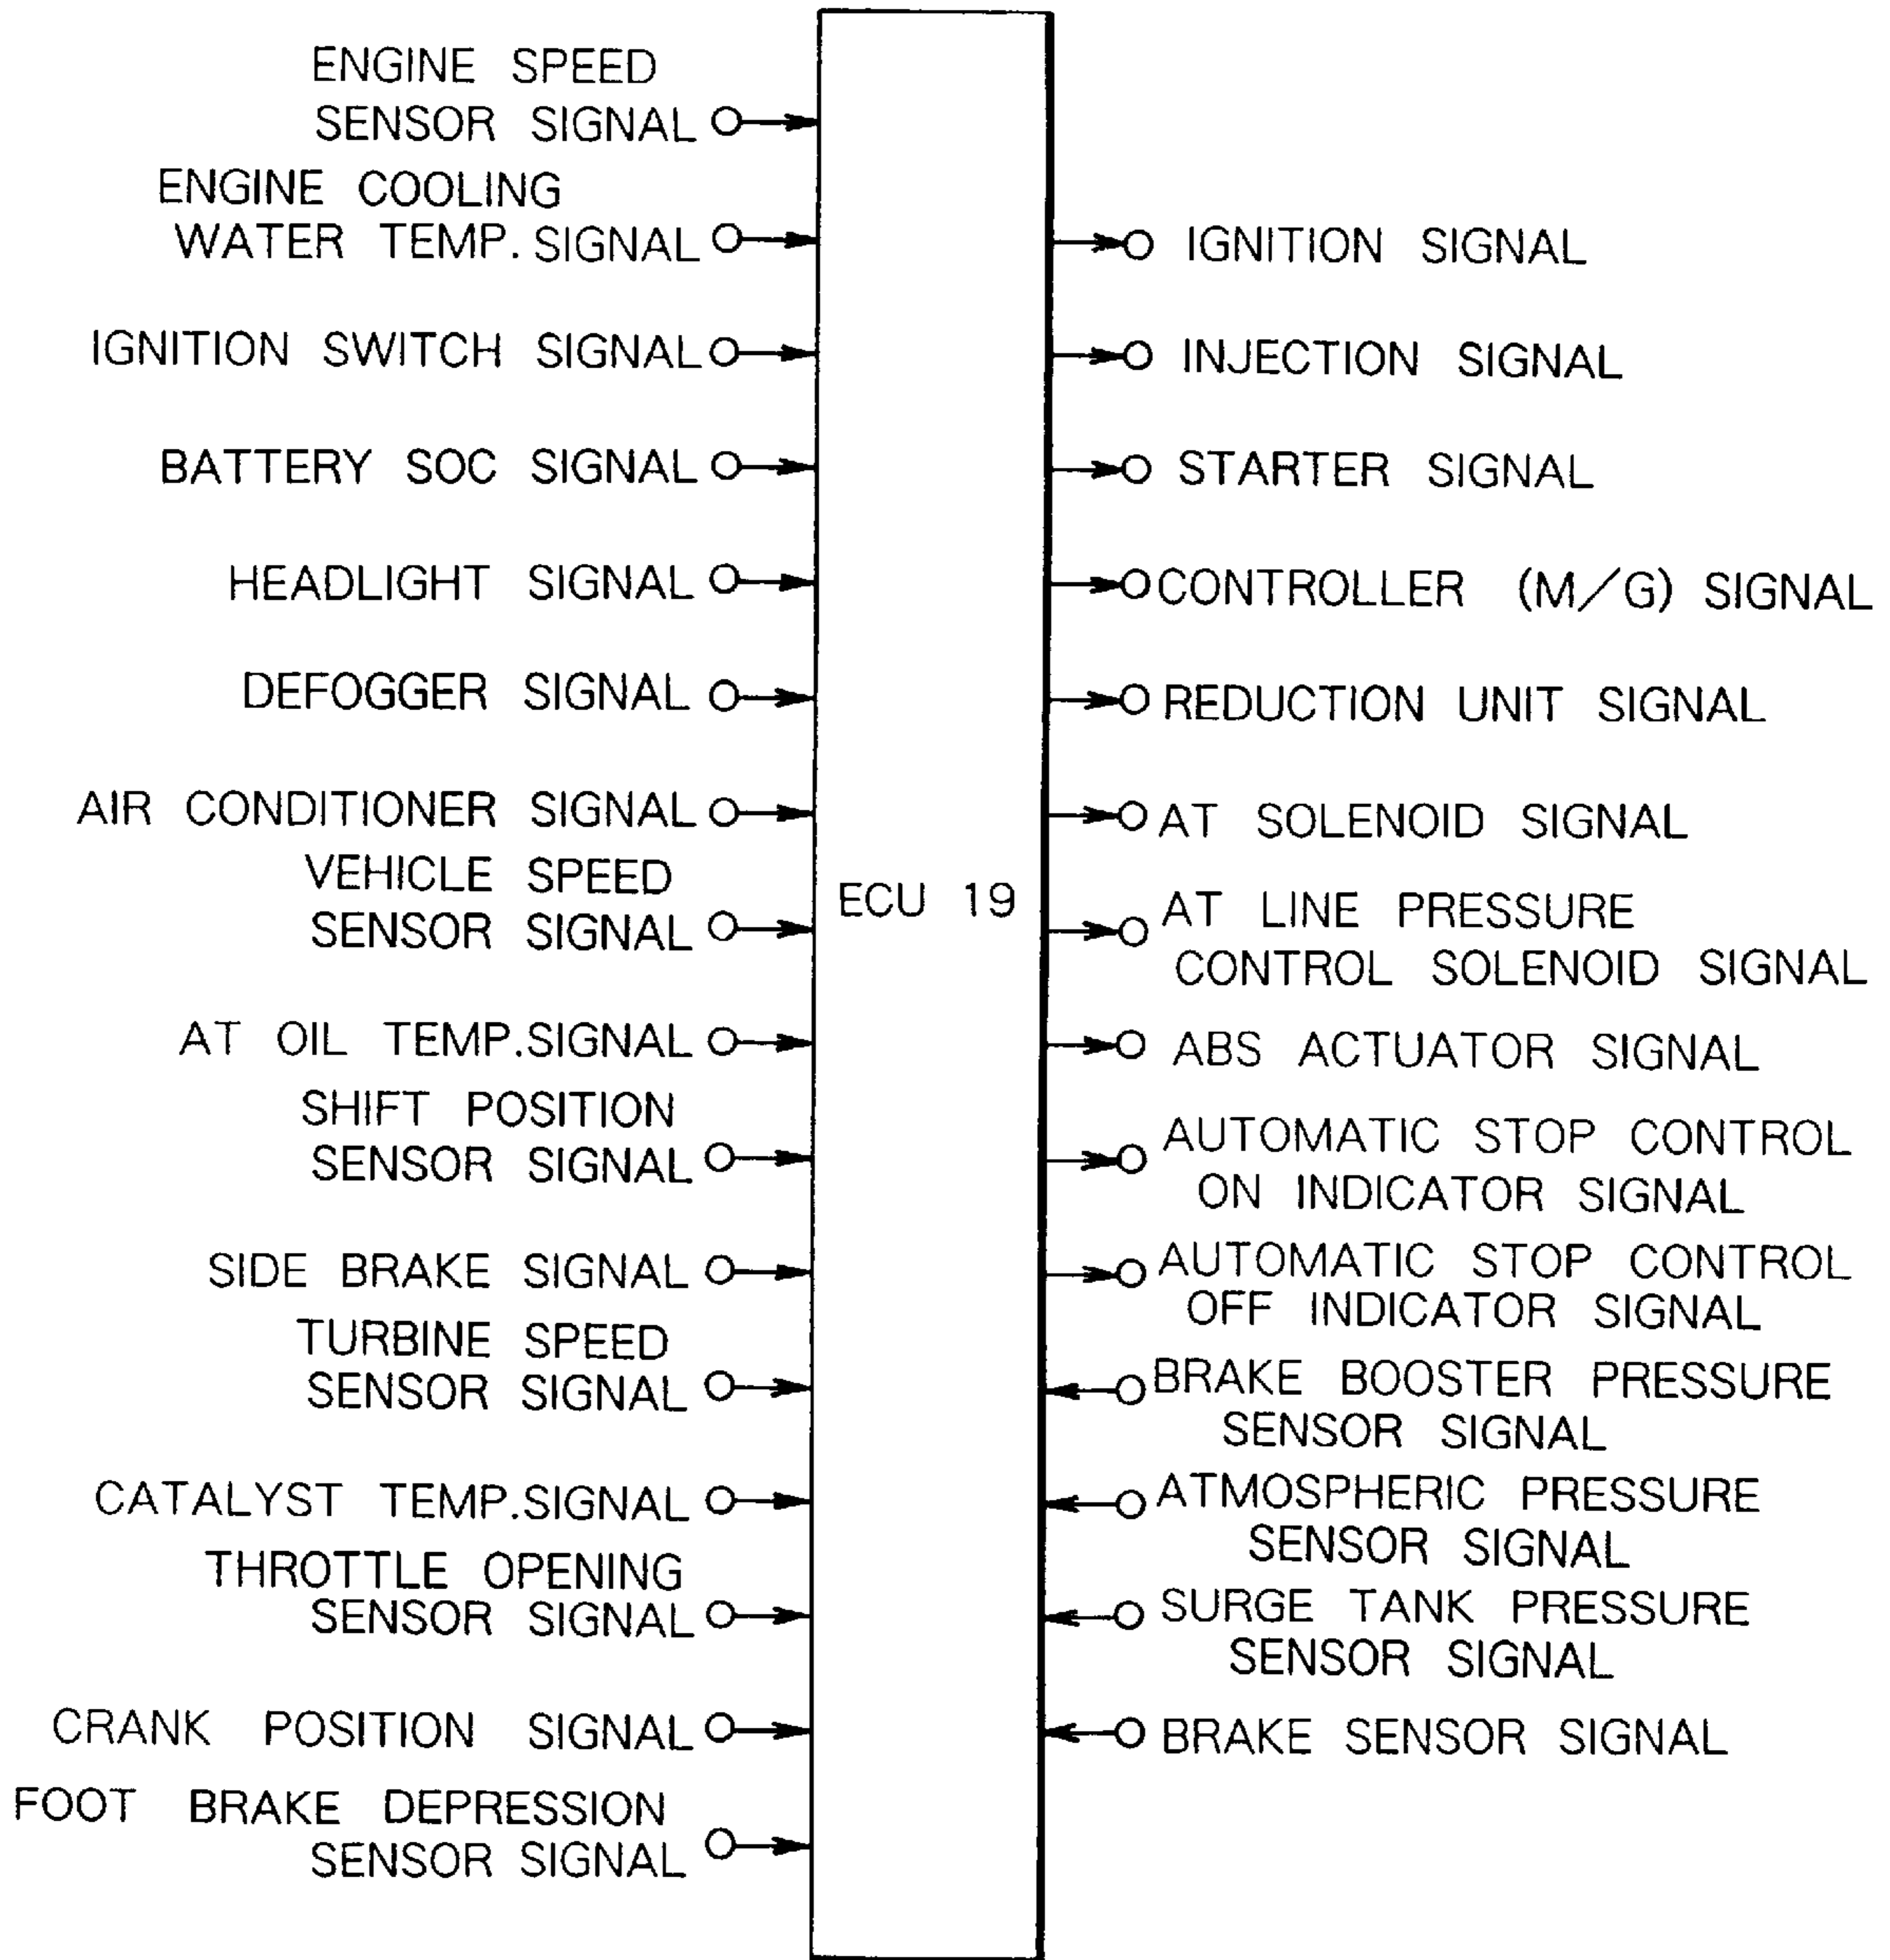 ENGINE SPEED
SENSOR SIGNAL
ENGINE COOLING
WATER TEMP. SIGNAL
IGNITION SWITCH SIGNAL
BATTERY SOC SIGNAL
HEADLIGHT SIGNAL
DEFOGGER SIGNAL
AIR CONDITIONER SIGNAL
VEHICLE SPEED
SENSOR SIGNAL
AT OIL TEMP.SIGNAL
SHIFT POSITION
SENSOR SIGNAL
SIDE BRAKE SIGNAL
TURBINE SPEED
SENSOR SIGNAL
CATALYST TEMP.SIGNAL
THROTTLE OPENING
SENSOR SIGNAL
CRANK POSITION SIGNAL
FOOT BRAKE DEPRESSION
SENSOR SIGNAL
ECU 19
IGNITION SIGNAL
INJECTION SIGNAL
STARTER SIGNAL
CONTROLLER (M/G) SIGNAL
REDUCTION UNIT SIGNAL
AT SOLENOID SIGNAL
AT LINE PRESSURE
CONTROL SOLENOID SIGNAL
ABS ACTUATOR SIGNAL
AUTOMATIC STOP CONTROL
ON INDICATOR SIGNAL
AUTOMATIC STOP CONTROL
OFF INDICATOR SIGNAL
BRAKE BOOSTER PRESSURE
SENSOR SIGNAL
ATMOSPHERIC PRESSURE
SENSOR SIGNAL
SURGE TANK PRESSURE
SENSOR SIGNAL
BRAKE SENSOR SIGNAL